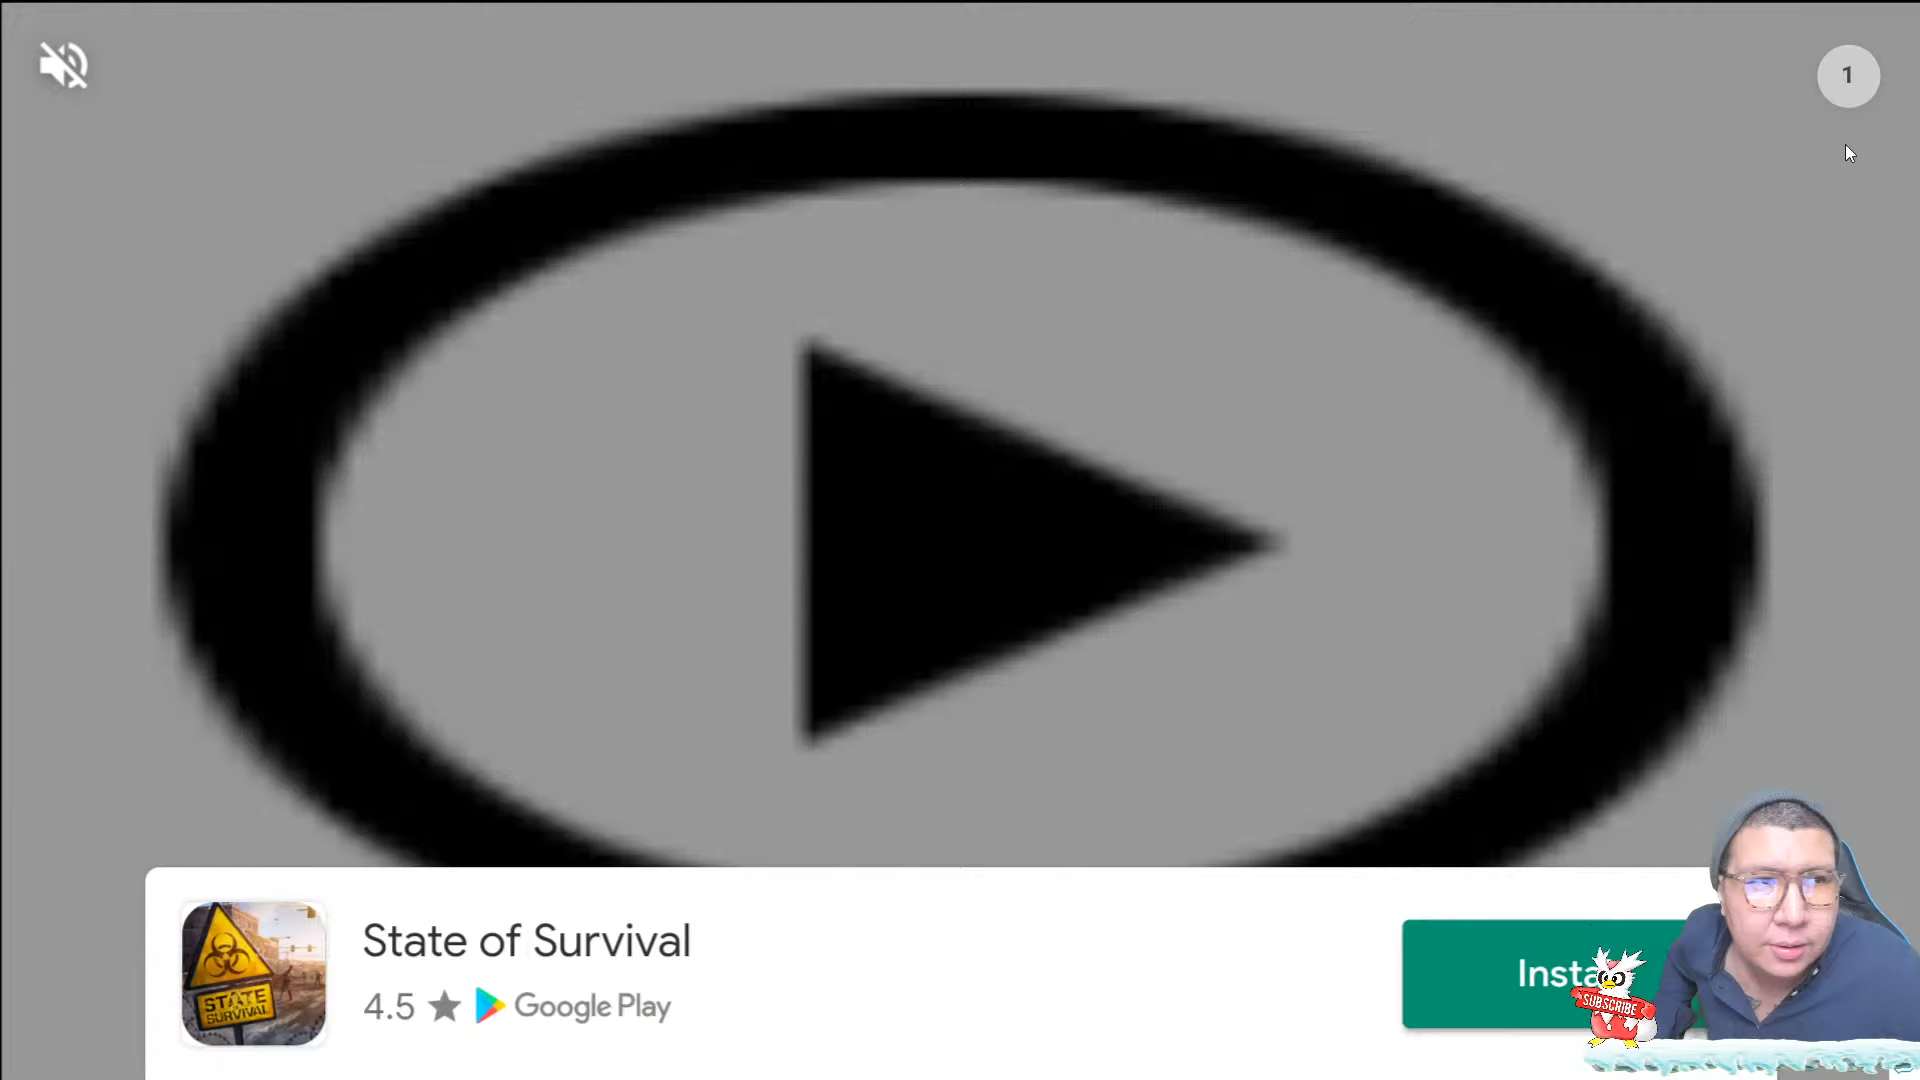 1
State of Survival
4.5 ★ Google Play
STATE
SURVIVAL
Insta
SUBSCRIBE